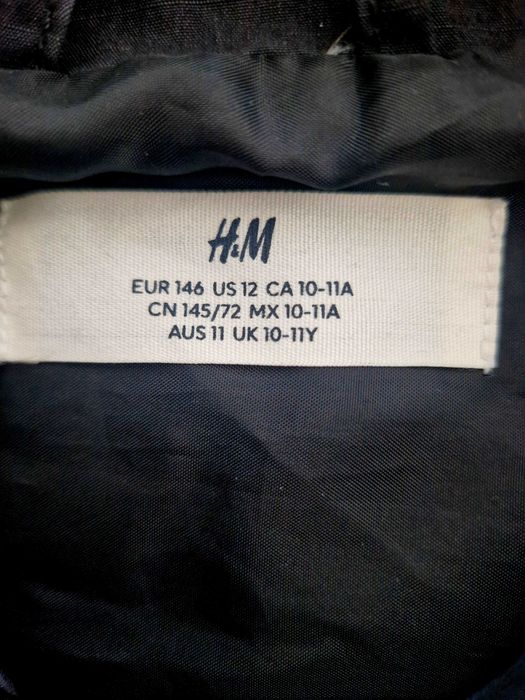 H&M
EUR 146 US 12 CA 10-11A
CN 145/72 MX 10-11A
AUS 11 UK 10-11Y